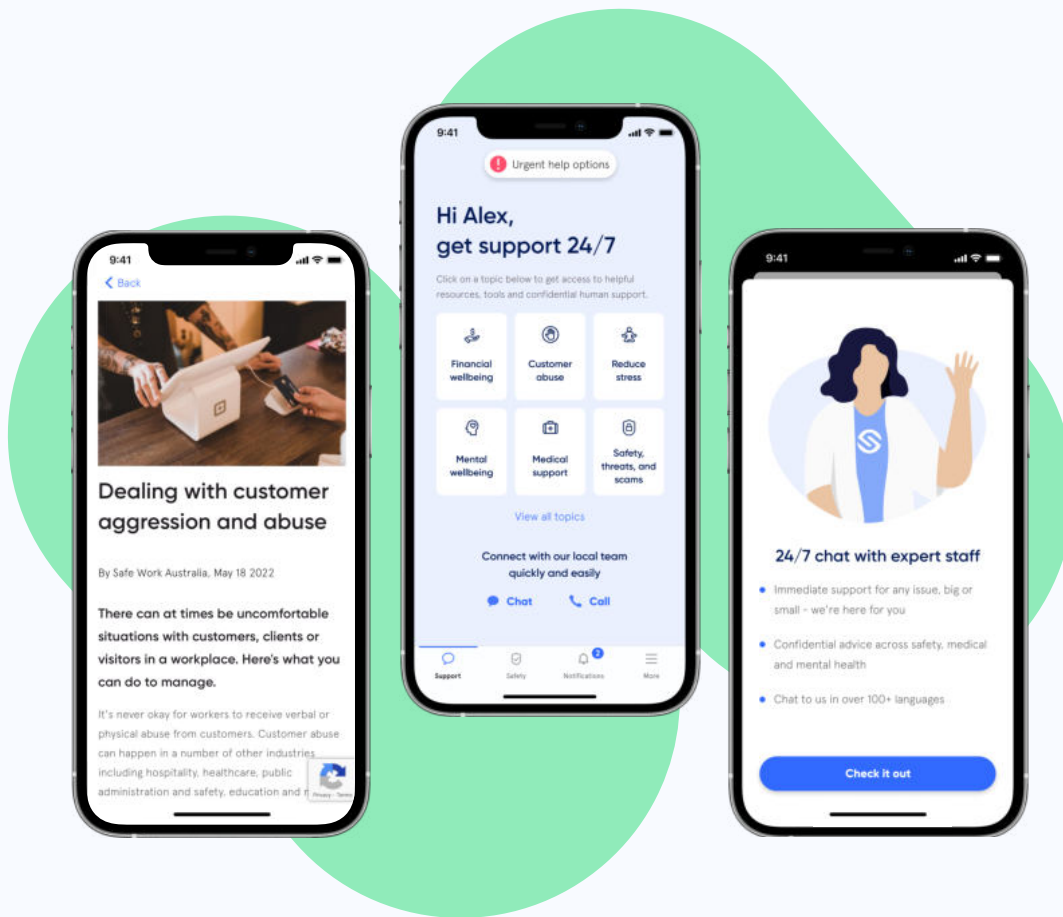 9:41
Back
Dealing with customer
aggression and abuse
By Safe Work Australia, May 18 2022
There can at times be uncomfortable
situations with customers, clients or
visitors in a workplace. Here's what you
can do to manage.
It's never okay for workers to receive verbal or
physical abuse from customers. Customer abuse
can happen in a number of other industries
including hospitality, healthcare, public
administration and safety, education and
Privacy - Terms
9:41
Urgent help options
Hi Alex,
get support 24/7
Click on a topic below to get access to helpful
resources, tools and confidential human support.
Financial
wellbeing
Customer
abuse
Reduce
stress
Mental
wellbeing
Medical
support
Safety,
threats, and
scams
View all topics
Connect with our local team
quickly and easily
Chat
Call
2
Support
Safety
Notifications
More
9:41
24/7 chat with expert staff
Immediate support for any issue, big or
small - we're here for you
Confidential advice across safety, medical
and mental health
Chat to us in over 100+ languages
Check it out